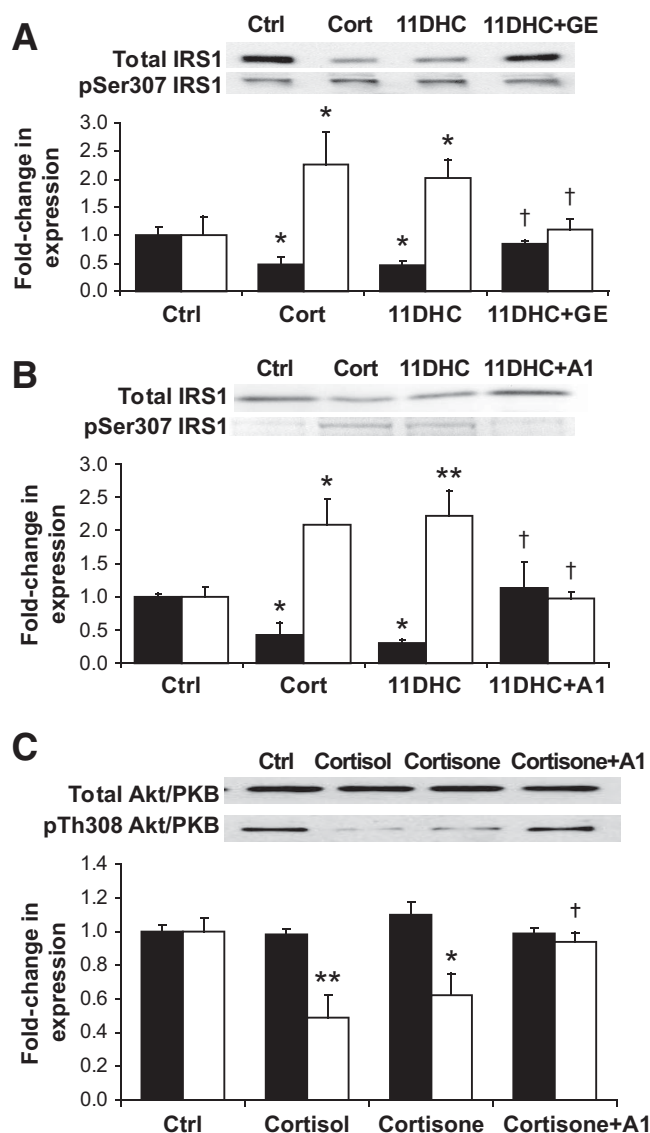 A
Ctrl Cort 11DHC 11DHC+GE
Total IRS1
pSer307 IRS1
Fold-change in
expression
3.0
2.5
2.0
1.5
1.0
0.5
0.0
* * * * † †
Ctrl Cort 11DHC 11DHC+GE
B
Ctrl Cort 11DHC 11DHC+A1
Total IRS1
pSer307 IRS1
Fold-change in
expression
3.0
2.5
2.0
1.5
1.0
0.5
0.0
* * * ** † †
Ctrl Cort 11DHC 11DHC+A1
C
Ctrl Cortisol Cortisone Cortisone+A1
Total Akt/PKB
pTh308 Akt/PKB
Fold-change in
expression
1.4
1.2
1.0
0.8
0.6
0.4
0.2
0.0
** * †
Ctrl Cortisol Cortisone Cortisone+A1